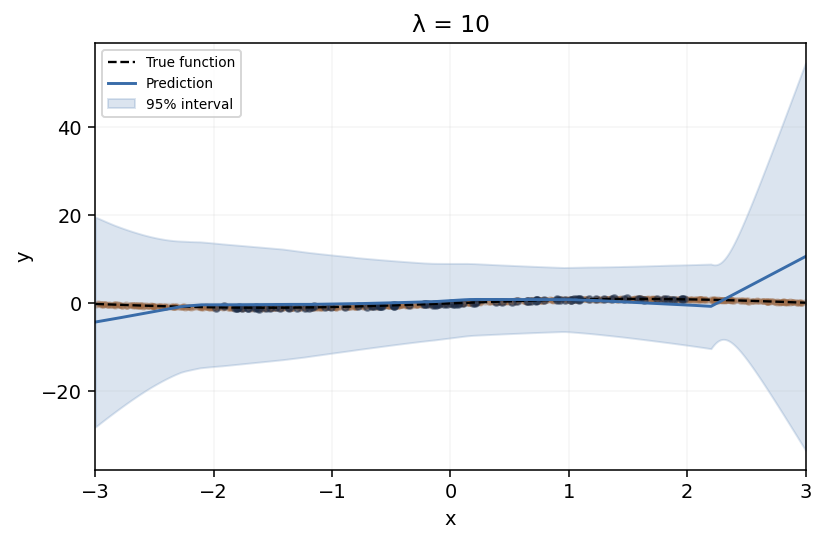 λ = 10
True function
Prediction
95% interval
40
20
0
−20
y
−3
−2
−1
0
1
2
3
x